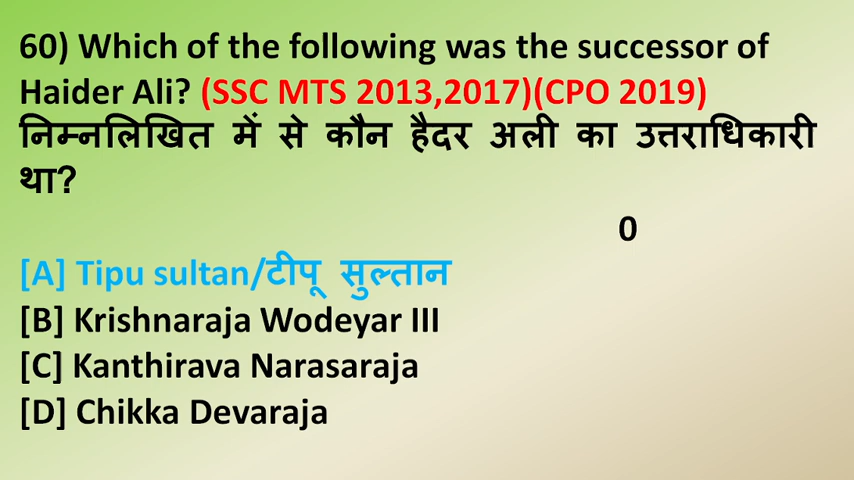 60) Which of the following was the successor of
Haider Ali? (SSC MTS 2013,2017)(CPO 2019)
निम्नलिखित में से कौन हैदर अली का उत्तराधिकारी
था?
0
[A] Tipu sultan/टीपू सुल्तान
[B] Krishnaraja Wodeyar III
[C] Kanthirava Narasaraja
[D] Chikka Devaraja